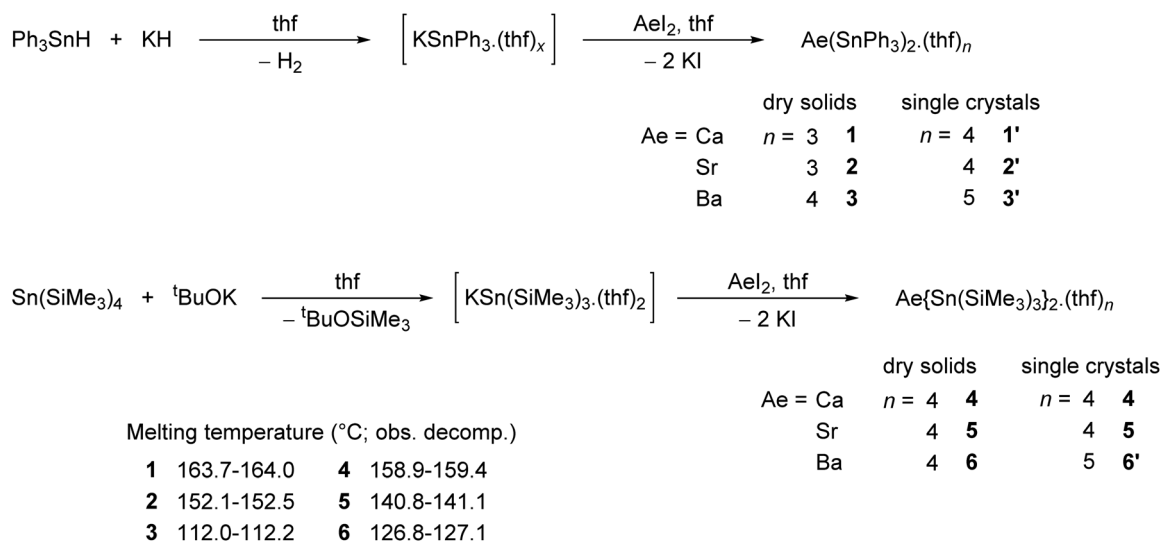 thf thf
Ph₃SnH + KH [KSnPh₃.(thf)ₓ] AeI₂, thf Ae(SnPh₃)₂.(thf)ₙ
– H₂ – 2 KI
dry solids single crystals
Ae = Ca n = 3 1 n = 4 1'
Sr 3 2 4 2'
Ba 4 3 5 3'
thf AeI₂, thf
Sn(SiMe₃)₄ + ᵗBuOK [KSn(SiMe₃)₃.(thf)₂] Ae{Sn(SiMe₃)₃}₂.(thf)ₙ
– ᵗBuOSiMe₃ – 2 KI
dry solids single crystals
Ae = Ca n = 4 4 n = 4 4
Sr 4 5 4 5
Ba 4 6 5 6'
Melting temperature (°C; obs. decomp.)
1 163.7-164.0 4 158.9-159.4
2 152.1-152.5 5 140.8-141.1
3 112.0-112.2 6 126.8-127.1